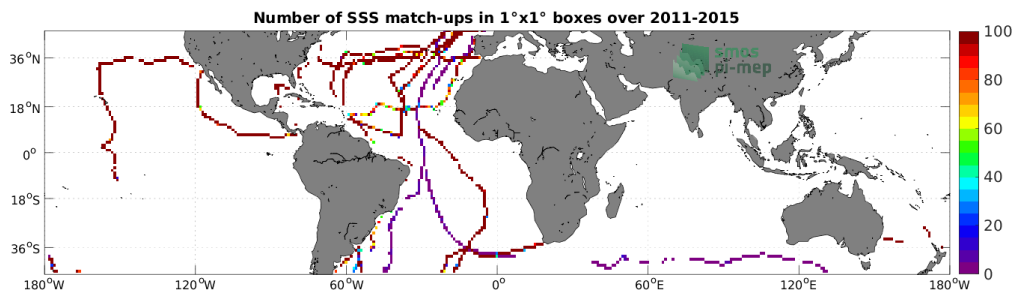 Number of SSS match-ups in 1°x1° boxes over 2011-2015
smos
pi-mep
36°N
18°N
0°
18°S
36°S
180°W
120°W
60°W
0°
60°E
120°E
180°W
100
80
60
40
20
0